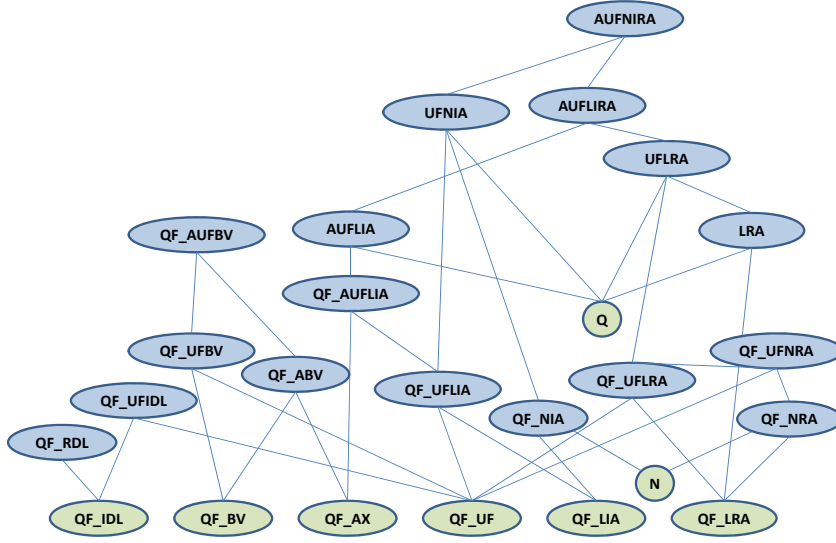 AUFNIRA
AUFLIRA
UFNIA
UFLRA
AUFLIA
LRA
QF_AUFBV
QF_AUFLIA
Q
QF_UFBV
QF_UFNRA
QF_ABV
QF_UFLRA
QF_UFLIA
QF_UFIDL
QF_NIA
QF_NRA
QF_RDL
N
QF_IDL
QF_BV
QF_AX
QF_UF
QF_LIA
QF_LRA